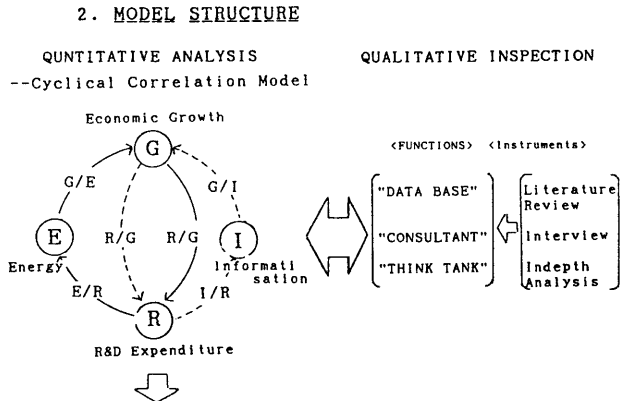 2. MODEL STRUCTURE
QUNTITATIVE ANALYSIS
--Cyclical Correlation Model
Economic Growth
G
G/E
G/I
E
R/G
R/G
I
Energy
Informati
sation
E/R
I/R
R
R&D Expenditure
QUALITATIVE INSPECTION
<FUNCTIONS> <Instruments>
"DATA BASE"
Literature
Review
"CONSULTANT"
Interview
"THINK TANK"
Indepth
Analysis